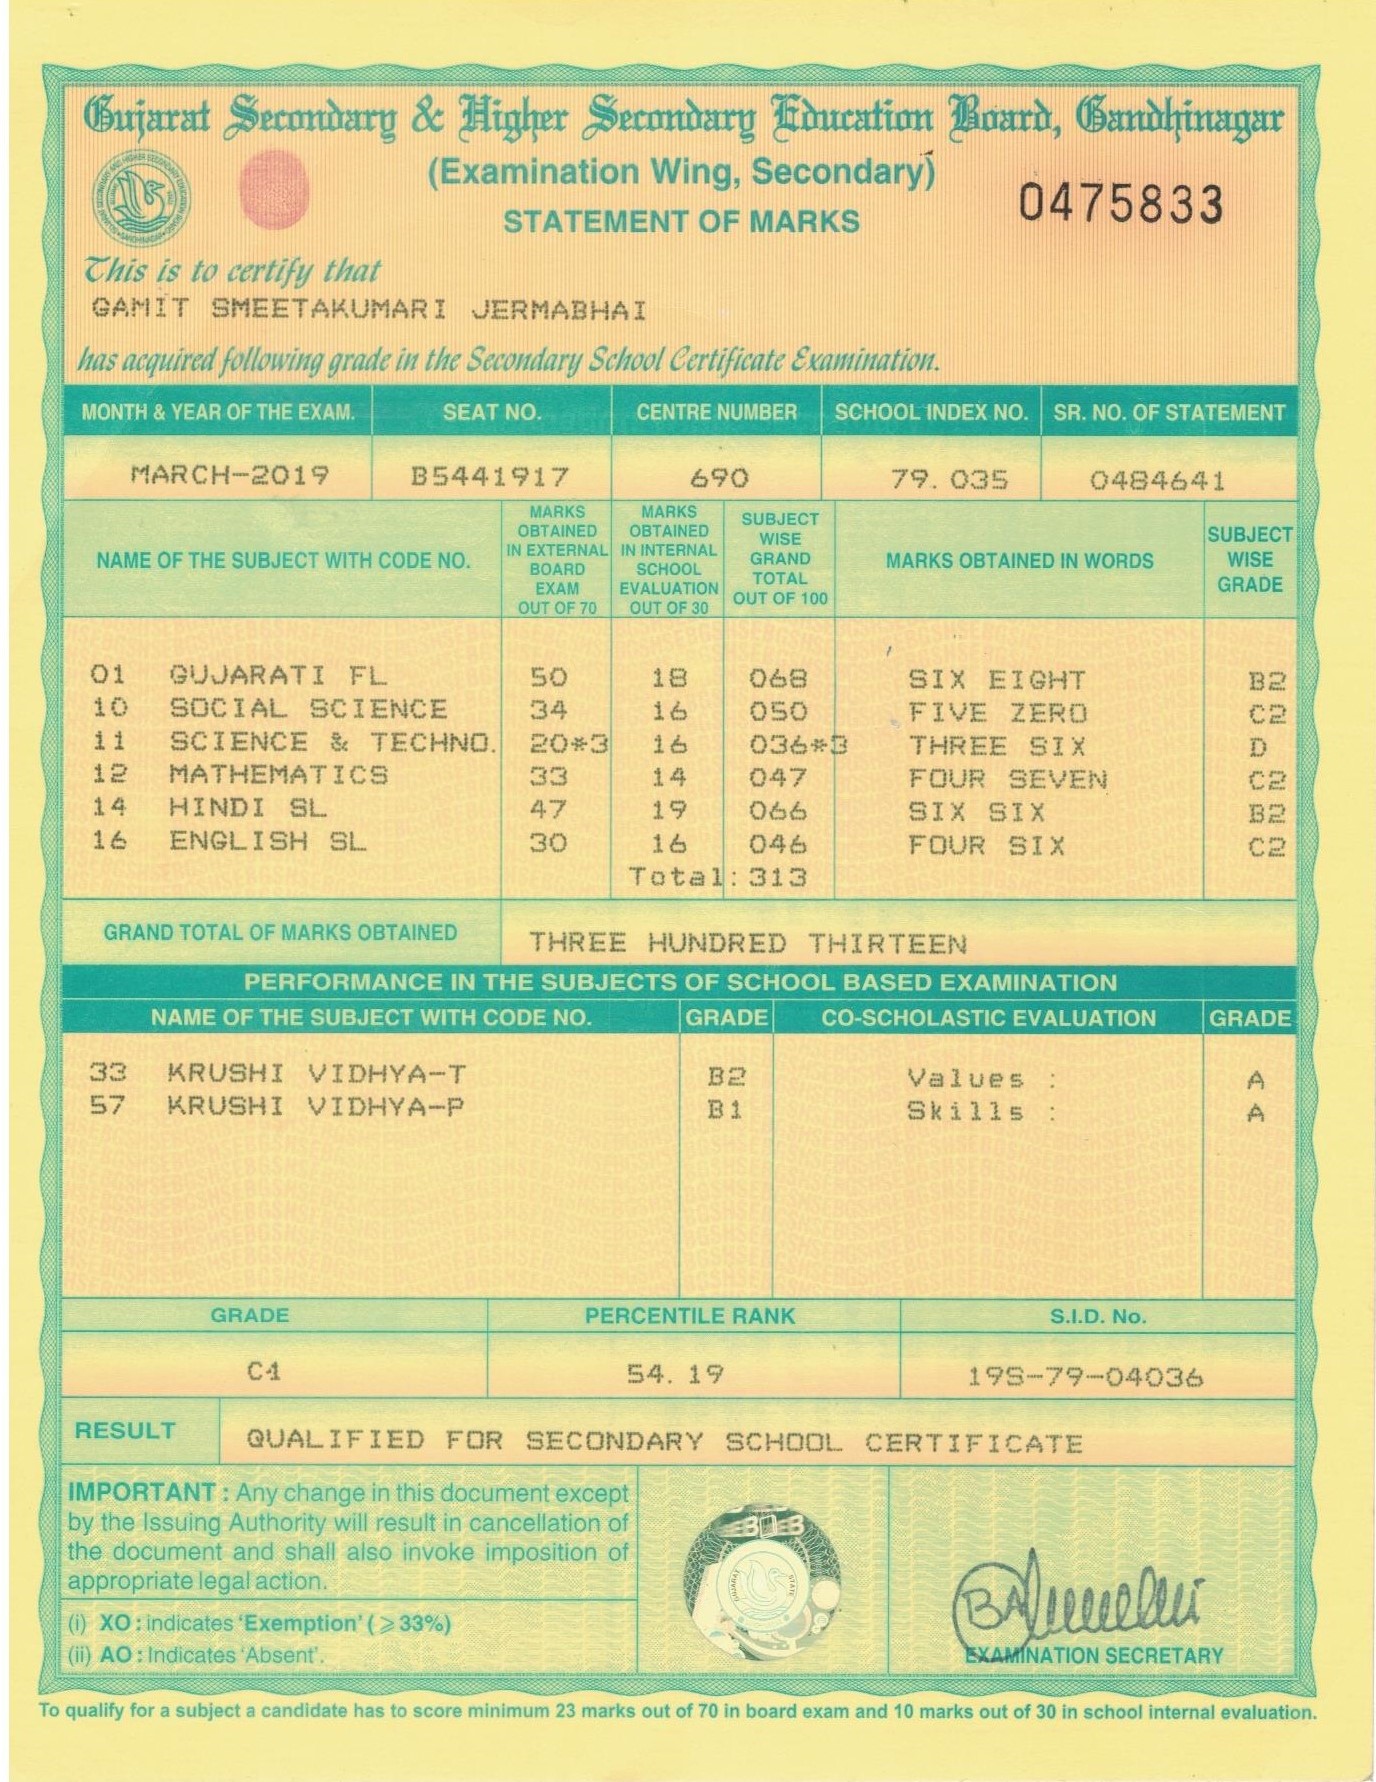 Gujarat Secondary & Higher Secondary Education Board, Gandhinagar
(Examination Wing, Secondary)
0475833
STATEMENT OF MARKS
This is to certify that
GAMIT SMEETAKUMARI JERMABHAI
has acquired following grade in the Secondary School Certificate Examination.
MONTH & YEAR OF THE EXAM. SEAT NO. CENTRE NUMBER SCHOOL INDEX NO. SR. NO. OF STATEMENT
MARCH-2019 B5441917 690 79.035 0484641
NAME OF THE SUBJECT WITH CODE NO. MARKS OBTAINED IN EXTERNAL BOARD EXAM OUT OF 70 MARKS OBTAINED IN INTERNAL SCHOOL EVALUATION OUT OF 30 SUBJECT WISE GRAND TOTAL OUT OF 100 MARKS OBTAINED IN WORDS SUBJECT WISE GRADE
01 GUJARATI FL 50 18 068 SIX EIGHT B2
10 SOCIAL SCIENCE 34 16 050 FIVE ZERO C2
11 SCIENCE & TECHNO. 20*3 16 036*3 THREE SIX D
12 MATHEMATICS 33 14 047 FOUR SEVEN C2
14 HINDI SL 47 19 066 SIX SIX B2
16 ENGLISH SL 30 16 046 FOUR SIX C2
Total: 313
GRAND TOTAL OF MARKS OBTAINED THREE HUNDRED THIRTEEN
PERFORMANCE IN THE SUBJECTS OF SCHOOL BASED EXAMINATION
NAME OF THE SUBJECT WITH CODE NO. GRADE CO-SCHOLASTIC EVALUATION GRADE
33 KRUSHI VIDHYA-T B2 Values : A
57 KRUSHI VIDHYA-P B1 Skills : A
GRADE PERCENTILE RANK S.I.D. No.
C1 54.19 19S-79-04036
RESULT QUALIFIED FOR SECONDARY SCHOOL CERTIFICATE
IMPORTANT : Any change in this document except
by the Issuing Authority will result in cancellation of
the document and shall also invoke imposition of
appropriate legal action.
(i) XO : indicates 'Exemption' (⩾33%)
(ii) AO : Indicates 'Absent'.
EXAMINATION SECRETARY
To qualify for a subject a candidate has to score minimum 23 marks out of 70 in board exam and 10 marks out of 30 in school internal evaluation.